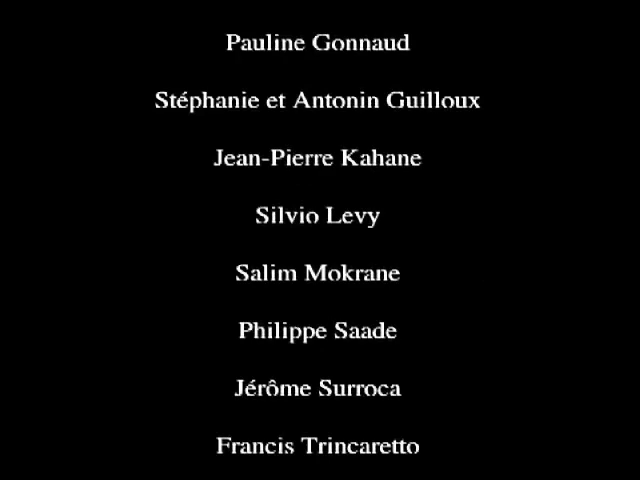 Pauline Gonnaud
Stéphanie et Antonin Guilloux
Jean-Pierre Kahane
Silvio Levy
Salim Mokrane
Philippe Saade
Jérôme Surroca
Francis Trincaretto